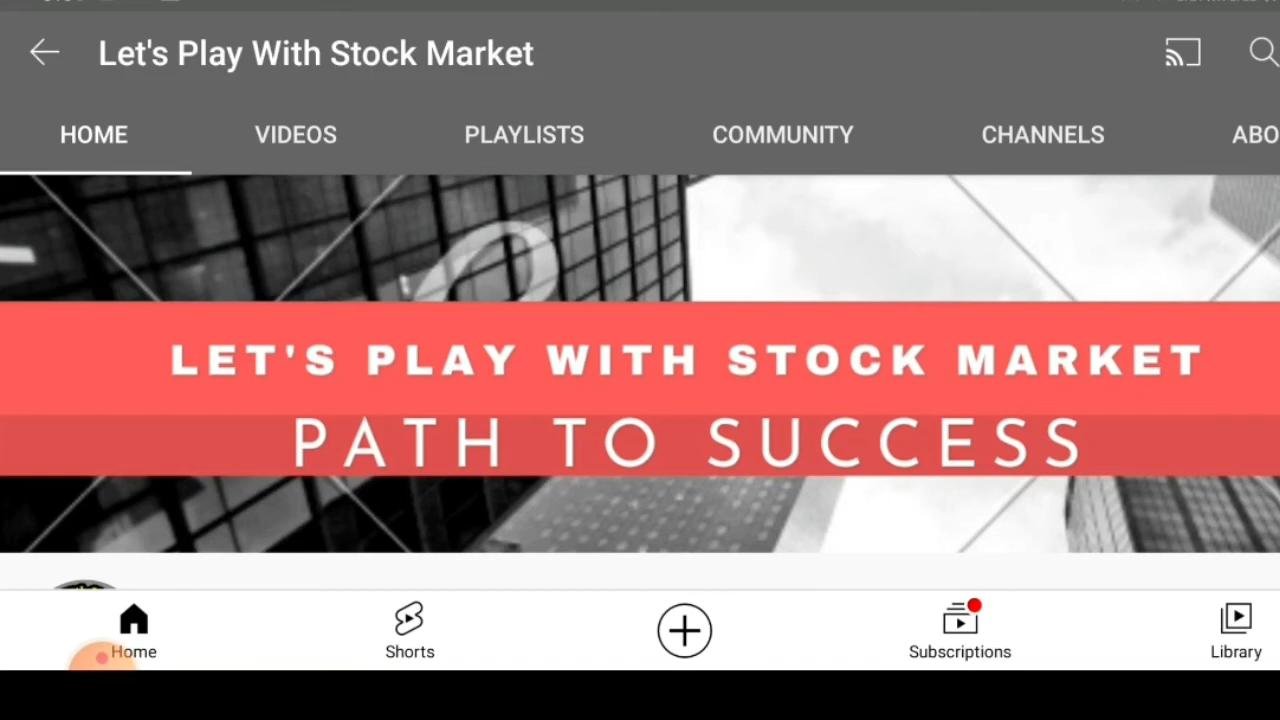 Let's Play With Stock Market
HOME VIDEOS PLAYLISTS COMMUNITY CHANNELS ABO
LET'S PLAY WITH STOCK MARKET
PATH TO SUCCESS
Home Shorts Subscriptions Library